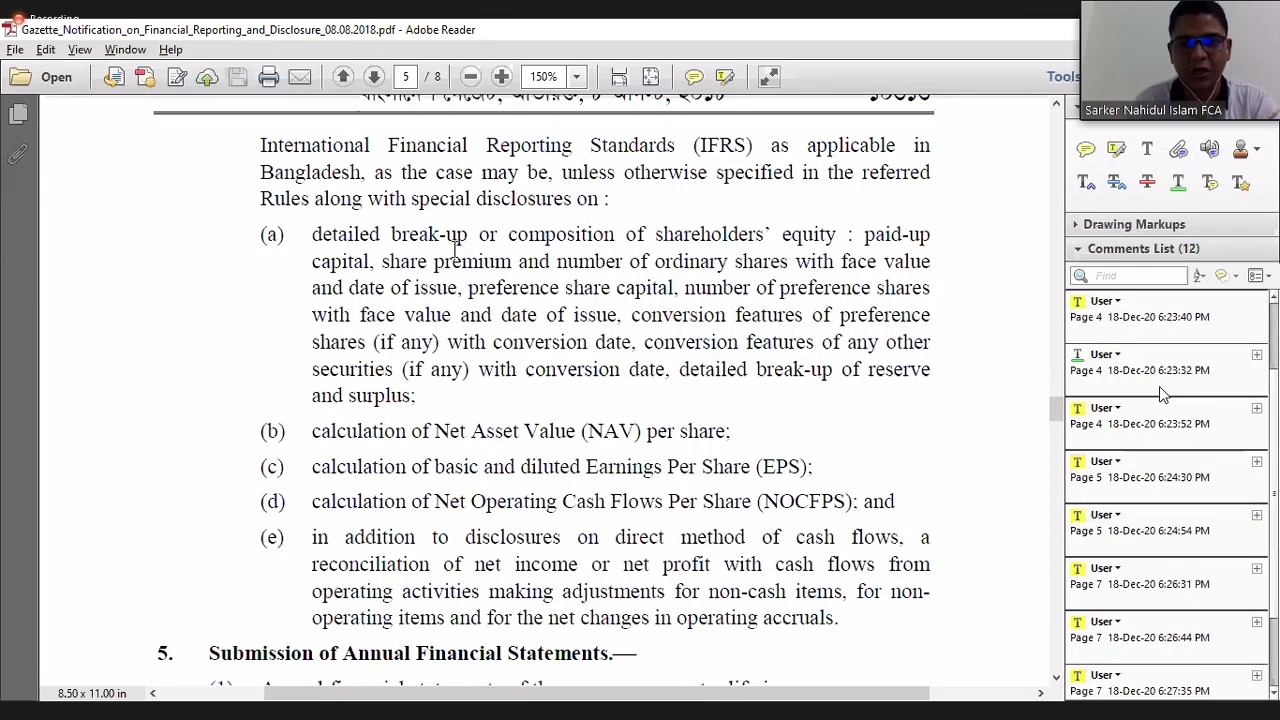 Recording
Gazette_Notification_on_Financial_Reporting_and_Disclosure_08.08.2018.pdf - Adobe Reader
File Edit View Window Help
Open 5 / 8 150% Tools
Sarker Nahidul Islam FCA
International Financial Reporting Standards (IFRS) as applicable in
Bangladesh, as the case may be, unless otherwise specified in the referred
Rules along with special disclosures on :
(a) detailed break-up or composition of shareholders’ equity : paid-up
capital, share premium and number of ordinary shares with face value
and date of issue, preference share capital, number of preference shares
with face value and date of issue, conversion features of preference
shares (if any) with conversion date, conversion features of any other
securities (if any) with conversion date, detailed break-up of reserve
and surplus;
(b) calculation of Net Asset Value (NAV) per share;
(c) calculation of basic and diluted Earnings Per Share (EPS);
(d) calculation of Net Operating Cash Flows Per Share (NOCFPS); and
(e) in addition to disclosures on direct method of cash flows, a
reconciliation of net income or net profit with cash flows from
operating activities making adjustments for non-cash items, for non-
operating items and for the net changes in operating accruals.
5. Submission of Annual Financial Statements.—
8.50 x 11.00 in
Drawing Markups
Comments List (12)
Find
User
Page 4 18-Dec-20 6:23:40 PM
User
Page 4 18-Dec-20 6:23:32 PM
User
Page 4 18-Dec-20 6:23:52 PM
User
Page 5 18-Dec-20 6:24:30 PM
User
Page 5 18-Dec-20 6:24:54 PM
User
Page 7 18-Dec-20 6:26:31 PM
User
Page 7 18-Dec-20 6:26:44 PM
User
Page 7 18-Dec-20 6:27:35 PM